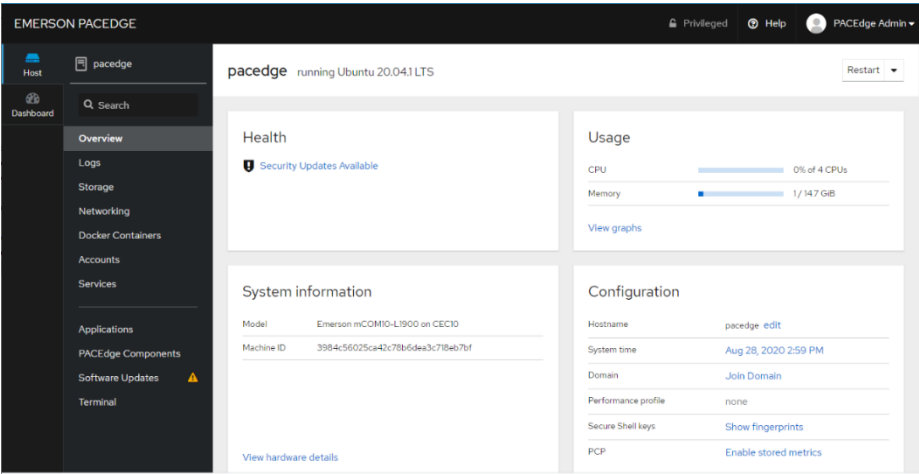 EMERSON PACEDGE
Privileged
Help
PACEdge Admin
Host
Dashboard
pacedge
Search
Overview
Logs
Storage
Networking
Docker Containers
Accounts
Services
Applications
PACEdge Components
Software Updates
Terminal
pacedge running Ubuntu 20.04.1 LTS
Restart
Health
Security Updates Available
Usage
CPU 0% of 4 CPUs
Memory 1 / 14.7 GiB
View graphs
System information
Model Emerson mCOM10-L1900 on CEC10
Machine ID 3984c56025ca42c78b6dea3c718eb7bf
View hardware details
Configuration
Hostname pacedge edit
System time Aug 28, 2020 2:59 PM
Domain Join Domain
Performance profile none
Secure Shell keys Show fingerprints
PCP Enable stored metrics